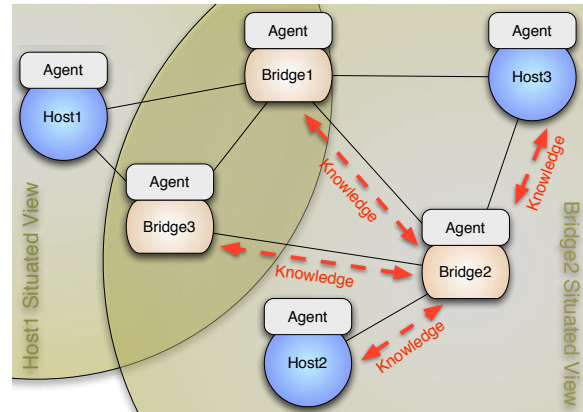 Agent
Bridge1
Agent
Host3
Agent
Host1
Agent
Bridge3
Knowledge
Knowledge
Agent
Bridge2
Knowledge
Agent
Host2
Knowledge
Host1 Situated View
Bridge2 Situated View